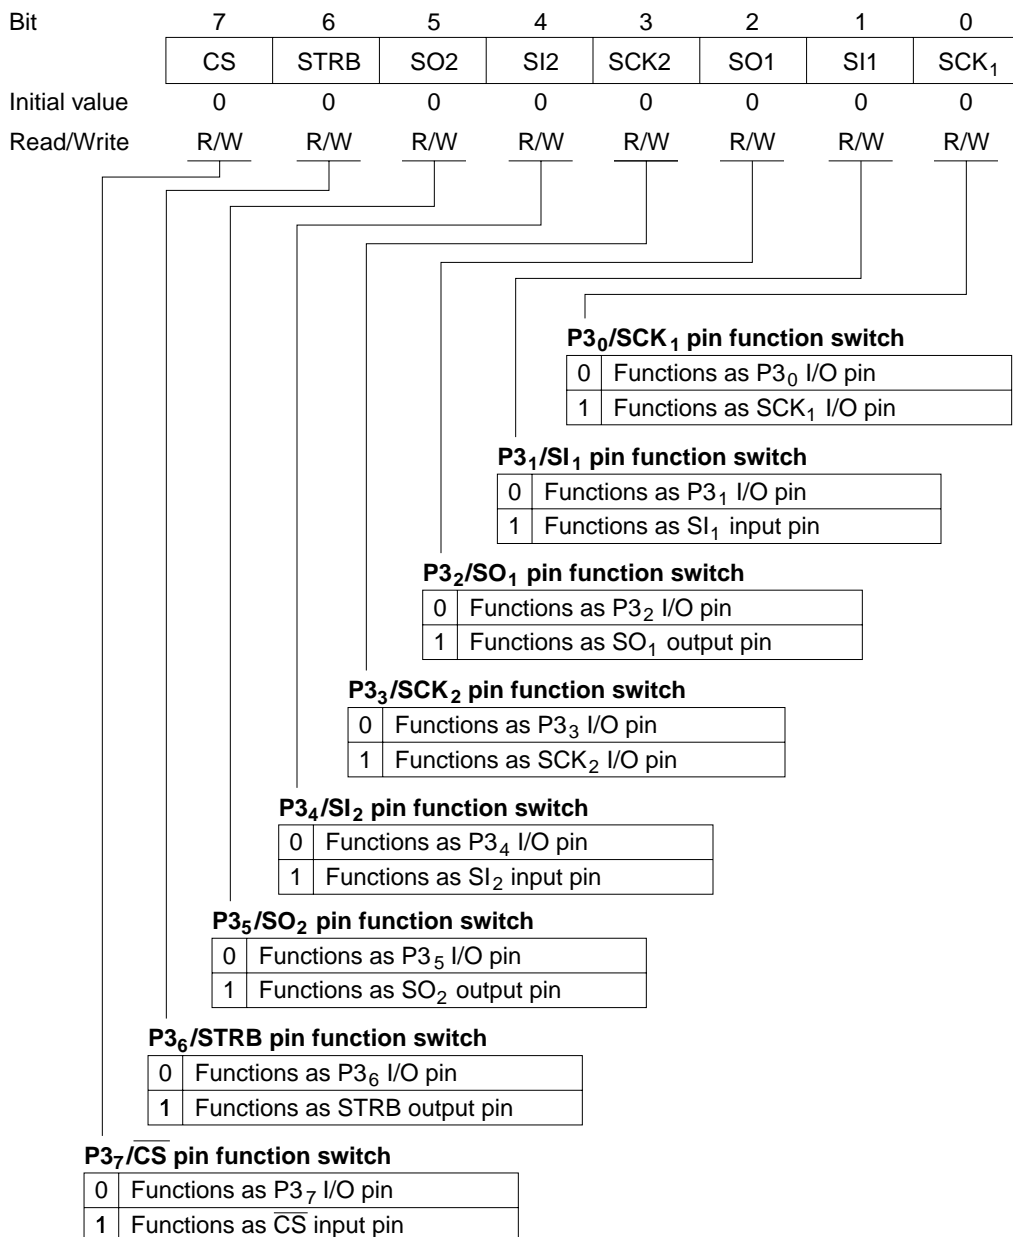 Bit 7 6 5 4 3 2 1 0
CS STRB SO2 SI2 SCK2 SO1 SI1 SCK₁
Initial value 0 0 0 0 0 0 0 0
Read/Write R/W R/W R/W R/W R/W R/W R/W R/W
P3₀/SCK₁ pin function switch
0 Functions as P3₀ I/O pin
1 Functions as SCK₁ I/O pin
P3₁/SI₁ pin function switch
0 Functions as P3₁ I/O pin
1 Functions as SI₁ input pin
P3₂/SO₁ pin function switch
0 Functions as P3₂ I/O pin
1 Functions as SO₁ output pin
P3₃/SCK₂ pin function switch
0 Functions as P3₃ I/O pin
1 Functions as SCK₂ I/O pin
P3₄/SI₂ pin function switch
0 Functions as P3₄ I/O pin
1 Functions as SI₂ input pin
P3₅/SO₂ pin function switch
0 Functions as P3₅ I/O pin
1 Functions as SO₂ output pin
P3₆/STRB pin function switch
0 Functions as P3₆ I/O pin
1 Functions as STRB output pin
P3₇/C̅S̅ pin function switch
0 Functions as P3₇ I/O pin
1 Functions as C̅S̅ input pin